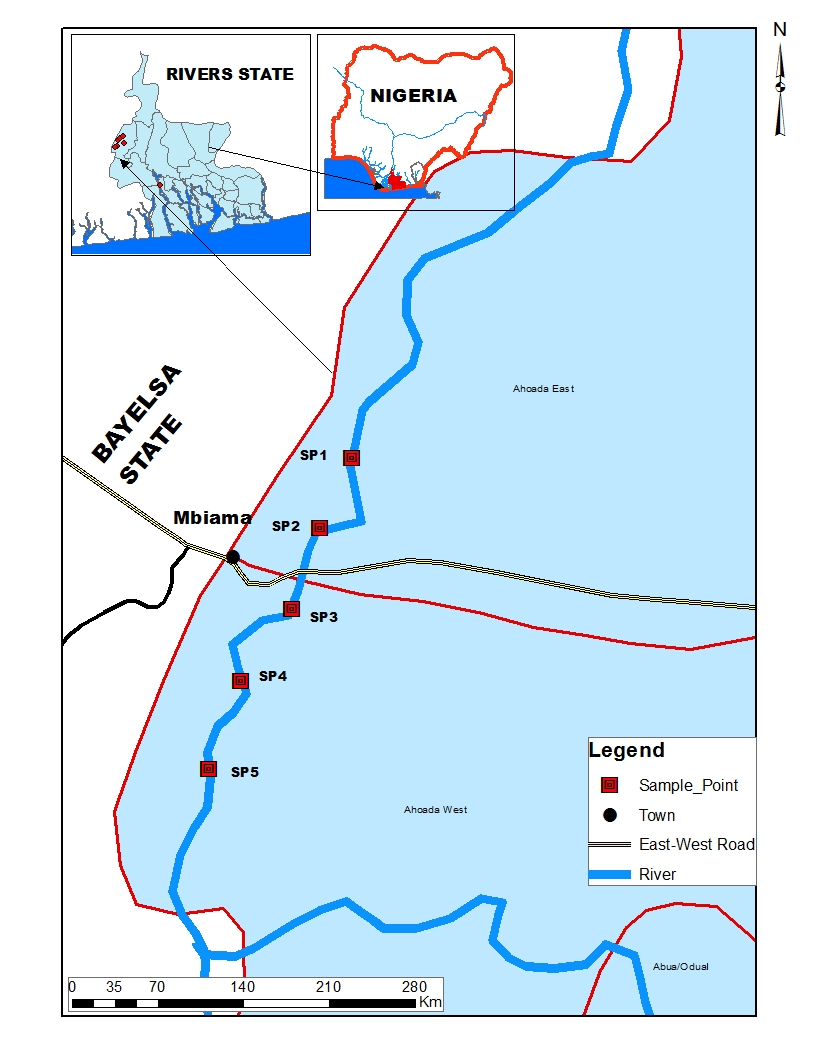 N
RIVERS STATE
NIGERIA
Ahoada East
BAYELSA
STATE
SP1
Mbiama
SP2
SP3
SP4
SP5
Ahoada West
Legend
Sample_Point
Town
East-West Road
River
Abua/Odual
0 35 70 140 210 280
Km